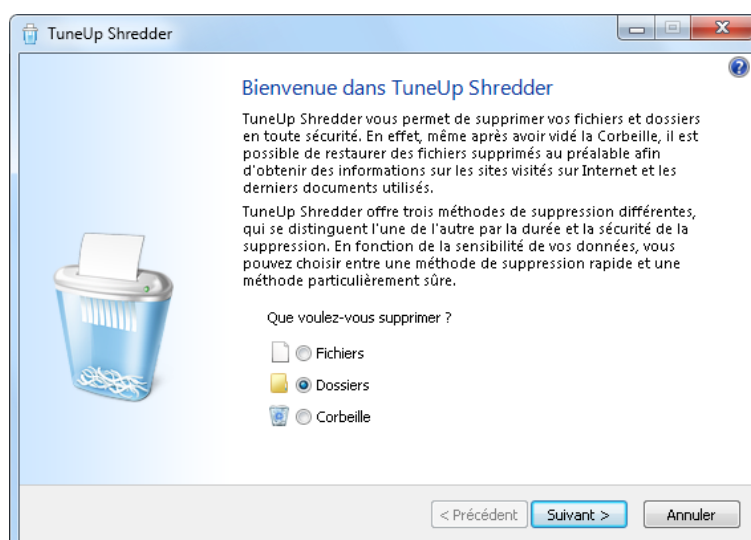 TuneUp Shredder
Bienvenue dans TuneUp Shredder
TuneUp Shredder vous permet de supprimer vos fichiers et dossiers
en toute sécurité. En effet, même après avoir vidé la Corbeille, il est
possible de restaurer des fichiers supprimés au préalable afin
d'obtenir des informations sur les sites visités sur Internet et les
derniers documents utilisés.
TuneUp Shredder offre trois méthodes de suppression différentes,
qui se distinguent l'une de l'autre par la durée et la sécurité de la
suppression. En fonction de la sensibilité de vos données, vous
pouvez choisir entre une méthode de suppression rapide et une
méthode particulièrement sûre.
Que voulez-vous supprimer ?
Fichiers
Dossiers
Corbeille
< Précédent Suivant > Annuler